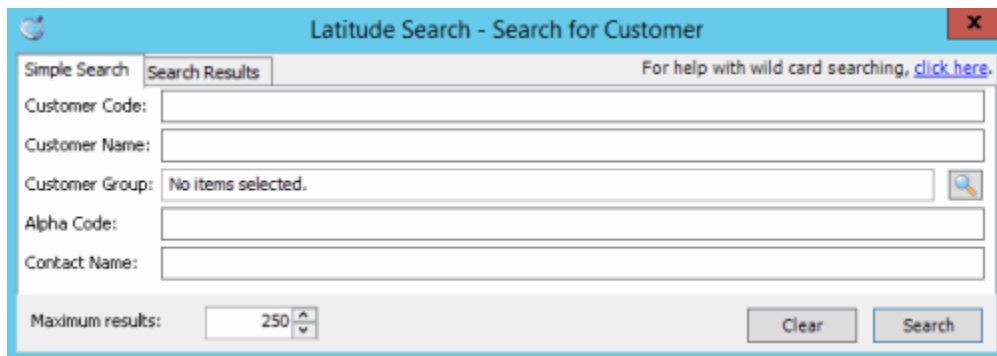 Latitude Search - Search for Customer
x
Simple Search Search Results For help with wild card searching, click here.
Customer Code:
Customer Name:
Customer Group: No items selected.
Alpha Code:
Contact Name:
Maximum results: 250 Clear Search